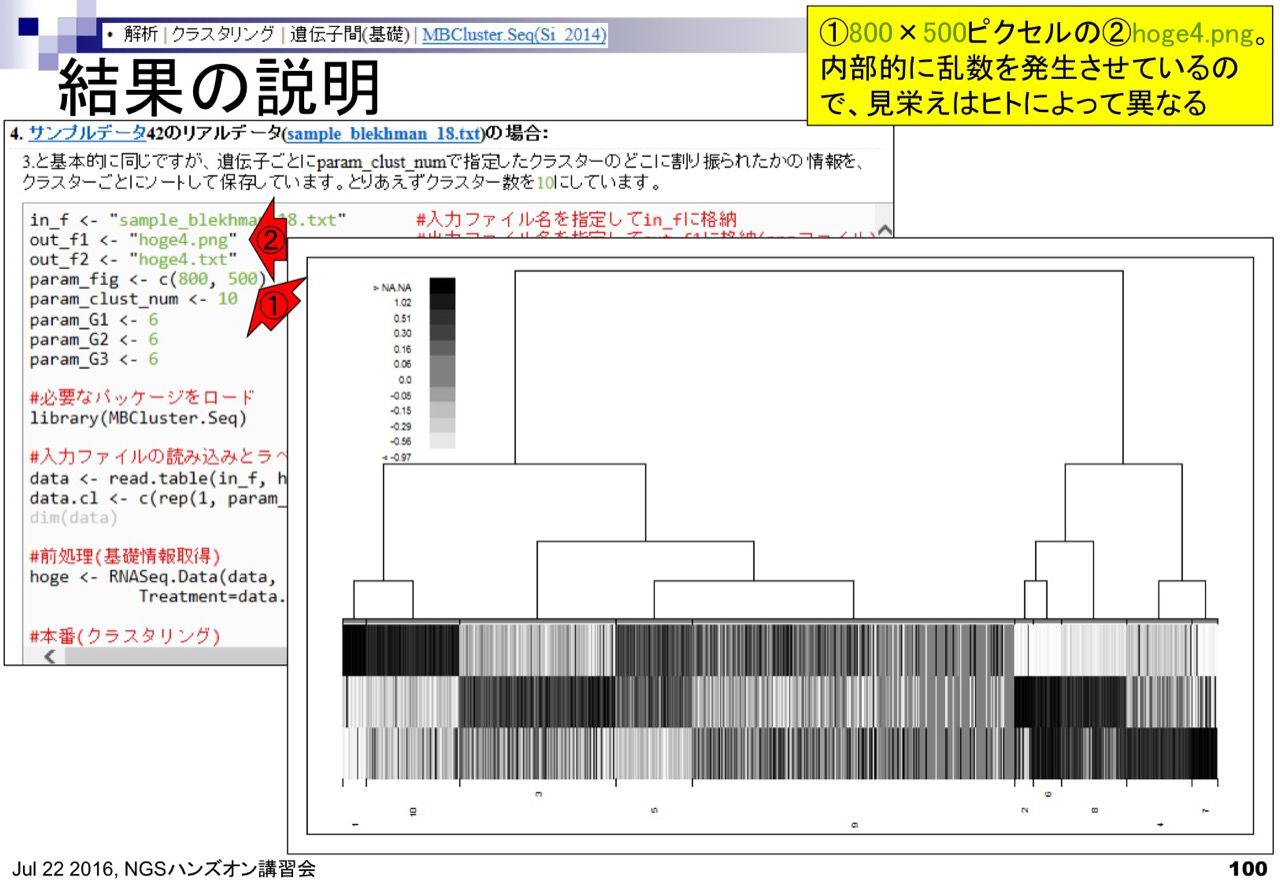 • 解析 | クラスタリング | 遺伝子間(基礎) | MBCluster.Seq(Si_2014)
結果の説明
①800×500ピクセルの②hoge4.png。
内部的に乱数を発生させているの
で、見栄えはヒトによって異なる
4. サンプルデータ42のリアルデータ(sample_blekhman_18.txt)の場合:
3.と基本的に同じですが、遺伝子ごとにparam_clust_numで指定したクラスターのどこに割り振られたかの情報を、
クラスターごとにソートして保存しています。とりあえずクラスター数を10にしています。
in_f <- "sample_blekhma 18.txt" #入力ファイル名を指定してin_fに格納
out_f1 <- "hoge4.png"
out_f2 <- "hoge4.txt"
param_fig <- c(800, 500)
param_clust_num <- 10
param_G1 <- 6
param_G2 <- 6
param_G3 <- 6
#必要なパッケージをロード
library(MBCluster.Seq)
#入力ファイルの読み込みとラベ
data <- read.table(in_f, h
data.cl <- c(rep(1, param_
dim(data)
#前処理(基礎情報取得)
hoge <- RNASeq.Data(data,
Treatment=data.
#本番(クラスタリング)
②
①
> NA.NA
1.02
0.51
0.30
0.16
0.06
0.0
-0.05
-0.15
-0.29
-0.56
< -0.97
1
10
3
5
9
2
6
8
4
7
Jul 22 2016, NGSハンズオン講習会
100